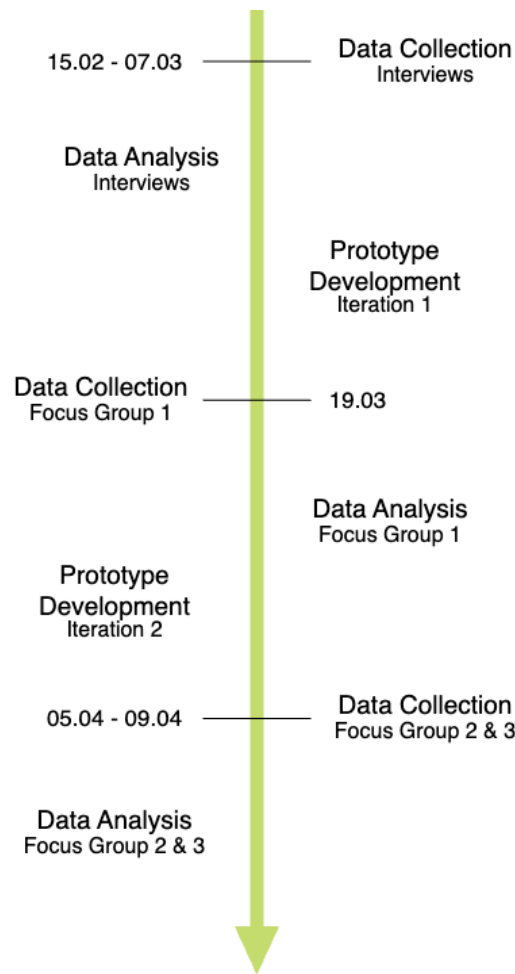 15.02 - 07.03
Data Collection
Interviews
Data Analysis
Interviews
Prototype
Development
Iteration 1
Data Collection
Focus Group 1
19.03
Data Analysis
Focus Group 1
Prototype
Development
Iteration 2
05.04 - 09.04
Data Collection
Focus Group 2 & 3
Data Analysis
Focus Group 2 & 3